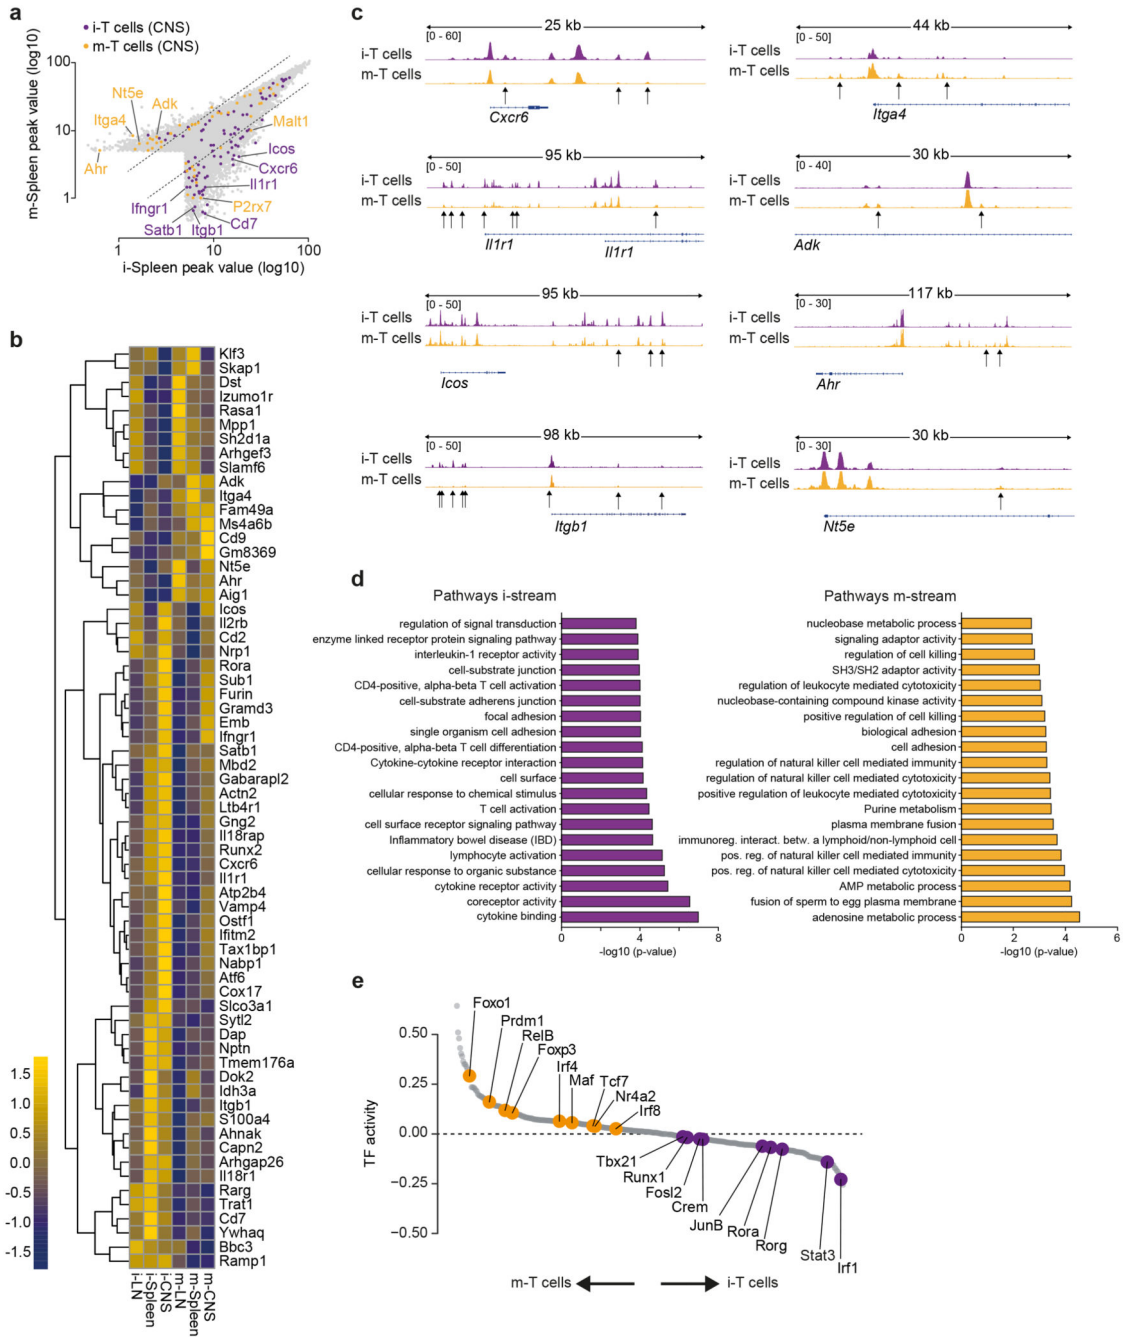 a
i-T cells (CNS)
m-T cells (CNS)
m-Spleen peak value (log10)
100
10
1
Nt5e
Adk
Itga4
Ahr
Malt1
Icos
Cxcr6
Il1r1
P2rx7
Ifngr1
Satb1
Itgb1
Cd7
1
10
100
i-Spleen peak value (log10)
b
Klf3
Skap1
Dst
Izumo1r
Rasa1
Mpp1
Sh2d1a
Arhgef3
Slamf6
Adk
Itga4
Fam49a
Ms4a6b
Cd9
Gm8369
Nt5e
Ahr
Aig1
Icos
Il2rb
Cd2
Nrp1
Rora
Sub1
Furin
Gramd3
Emb
Ifngr1
Satb1
Mbd2
Gabarapl2
Actn2
Ltb4r1
Gng2
Il18rap
Runx2
Cxcr6
Il1r1
Atp2b4
Vamp4
Ostf1
Ifitm2
Tax1bp1
Nabp1
Atf6
Cox17
Slco3a1
Sytl2
Dap
Nptn
Tmem176a
Dok2
Idh3a
Itgb1
S100a4
Ahnak
Capn2
Arhgap26
Il18r1
Rarg
Trat1
Cd7
Ywhaq
Bbc3
Ramp1
1.5
1.0
0.5
0.0
-0.5
-1.0
-1.5
i-LN
i-Spleen
i-CNS
m-LN
m-Spleen
m-CNS
c
25 kb
[0 - 60]
i-T cells
m-T cells
Cxcr6
44 kb
[0 - 50]
i-T cells
m-T cells
Itga4
95 kb
[0 - 50]
i-T cells
m-T cells
Il1r1
Il1r1
30 kb
[0 - 40]
i-T cells
m-T cells
Adk
95 kb
[0 - 50]
i-T cells
m-T cells
Icos
117 kb
[0 - 30]
i-T cells
m-T cells
Ahr
98 kb
[0 - 50]
i-T cells
m-T cells
Itgb1
30 kb
[0 - 30]
i-T cells
m-T cells
Nt5e
d
Pathways i-stream
regulation of signal transduction
enzyme linked receptor protein signaling pathway
interleukin-1 receptor activity
cell-substrate junction
CD4-positive, alpha-beta T cell activation
cell-substrate adherens junction
focal adhesion
single organism cell adhesion
CD4-positive, alpha-beta T cell differentiation
Cytokine-cytokine receptor interaction
cell surface
cellular response to chemical stimulus
T cell activation
cell surface receptor signaling pathway
Inflammatory bowel disease (IBD)
lymphocyte activation
cellular response to organic substance
cytokine receptor activity
coreceptor activity
cytokine binding
0
4
8
-log10 (p-value)
Pathways m-stream
nucleobase metabolic process
signaling adaptor activity
regulation of cell killing
SH3/SH2 adaptor activity
regulation of leukocyte mediated cytotoxicity
nucleobase-containing compound kinase activity
positive regulation of cell killing
biological adhesion
cell adhesion
regulation of natural killer cell mediated immunity
regulation of natural killer cell mediated cytotoxicity
positive regulation of leukocyte mediated cytotoxicity
Purine metabolism
plasma membrane fusion
immunoreg. interact. betw. a lymphoid/non-lymphoid cell
pos. reg. of natural killer cell mediated immunity
pos. reg. of natural killer cell mediated cytotoxicity
AMP metabolic process
fusion of sperm to egg plasma membrane
adenosine metabolic process
0
2
4
6
-log10 (p-value)
e
TF activity
0.50
0.25
0.00
−0.25
−0.50
Foxo1
Prdm1
RelB
Foxp3
Irf4
Maf
Tcf7
Nr4a2
Irf8
Tbx21
Runx1
Fosl2
Crem
JunB
Rora
Rorg
Stat3
Irf1
m-T cells
i-T cells